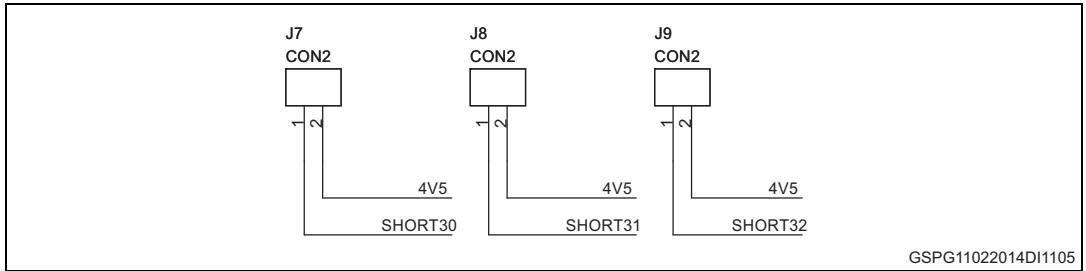 J7 J8 J9
CON2 CON2 CON2
1 2 1 2 1 2
4V5 4V5 4V5
SHORT30 SHORT31 SHORT32
GSPG11022014DI1105